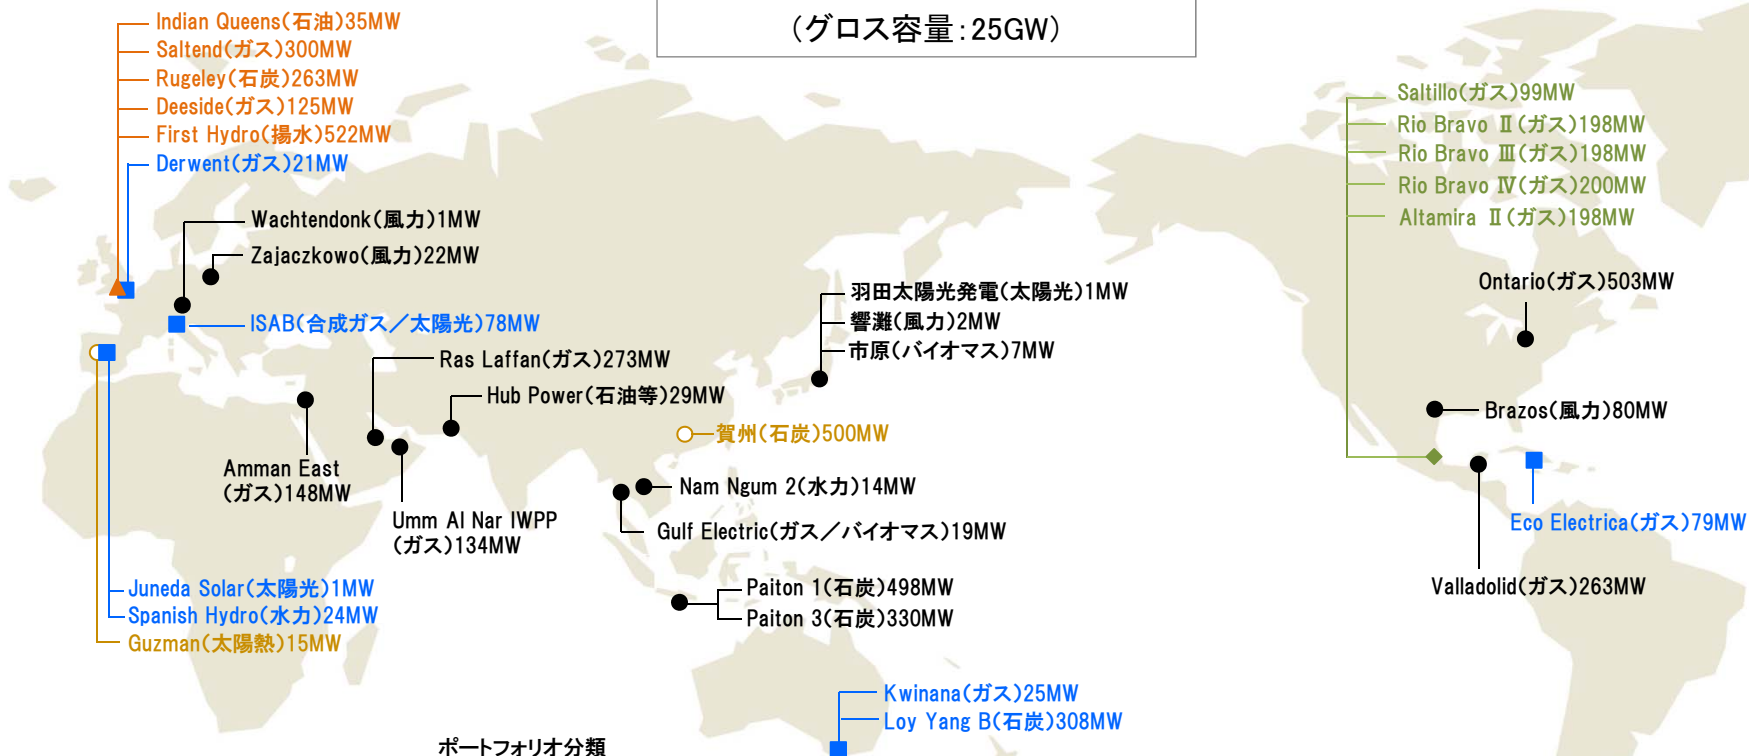 (グロス容量:25GW)
Indian Queens(石油)35MW
Saltend(ガス)300MW
Rugeley(石炭)263MW
Deeside(ガス)125MW
First Hydro(揚水)522MW
Derwent(ガス)21MW
Wachtendonk(風力)1MW
Zajaczkowo(風力)22MW
ISAB(合成ガス/太陽光)78MW
Ras Laffan(ガス)273MW
Hub Power(石油等)29MW
Amman East
(ガス)148MW
Umm Al Nar IWPP
(ガス)134MW
Juneda Solar(太陽光)1MW
Spanish Hydro(水力)24MW
Guzman(太陽熱)15MW
羽田太陽光発電(太陽光)1MW
響灘(風力)2MW
市原(バイオマス)7MW
賀州(石炭)500MW
Nam Ngum 2(水力)14MW
Gulf Electric(ガス/バイオマス)19MW
Paiton 1(石炭)498MW
Paiton 3(石炭)330MW
Kwinana(ガス)25MW
Loy Yang B(石炭)308MW
Saltillo(ガス)99MW
Rio Bravo Ⅱ(ガス)198MW
Rio Bravo Ⅲ(ガス)198MW
Rio Bravo Ⅳ(ガス)200MW
Altamira Ⅱ(ガス)198MW
Ontario(ガス)503MW
Brazos(風力)80MW
Eco Electrica(ガス)79MW
Valladolid(ガス)263MW
ポートフォリオ分類